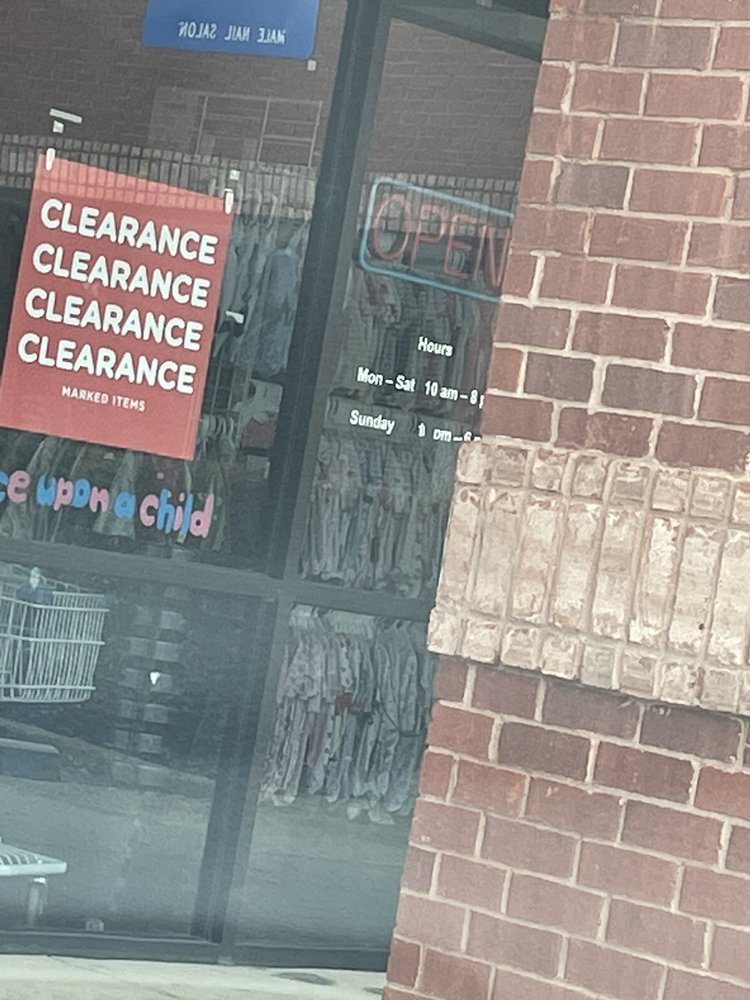 MALE NAIL SALON
CLEARANCE
CLEARANCE
CLEARANCE
CLEARANCE
MARKED ITEMS
upon a child
OPEN
Hours
Mon – Sat 10 am – 8
Sunday pm –